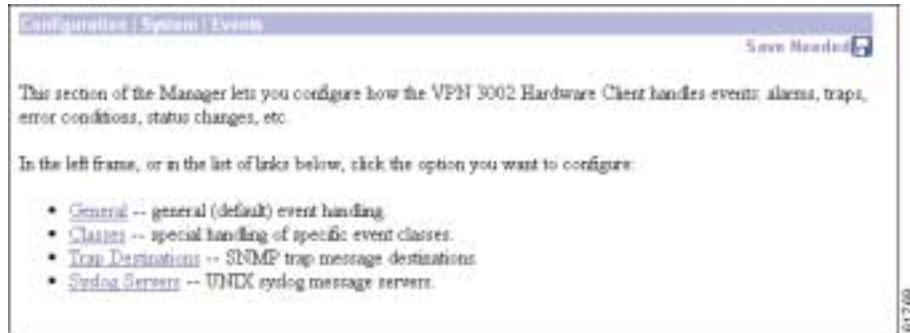 Configuration | System | Events
Save Needed
This section of the Manager lets you configure how the VPN 3002 Hardware Client handles events: alarms, traps,
error conditions, status changes, etc.
In the left frame, or in the list of links below, click the option you want to configure:
• General -- general (default) event handling.
• Classes -- special handling of specific event classes.
• Trap Destinations -- SNMP trap message destinations.
• Syslog Servers -- UNIX syslog message servers.
61769